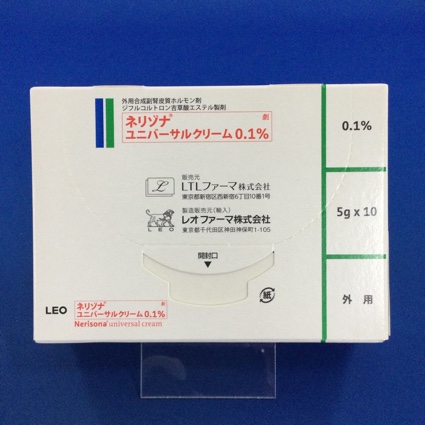 外用合成副腎皮質ホルモン剤
ジフルコルトロン吉草酸エステル製剤
ネリゾナ® 劇
ユニバーサルクリーム0.1%
販売元
LTLファーマ株式会社
東京都新宿区西新宿6丁目10番1号
製造販売元(輸入)
レオファーマ株式会社
東京都千代田区神田神保町1-105
LEO
開封口
▼
紙
LEO
ネリゾナ® 劇
ユニバーサルクリーム0.1%
Nerisona® universal cream
0.1%
5g x 10
外用